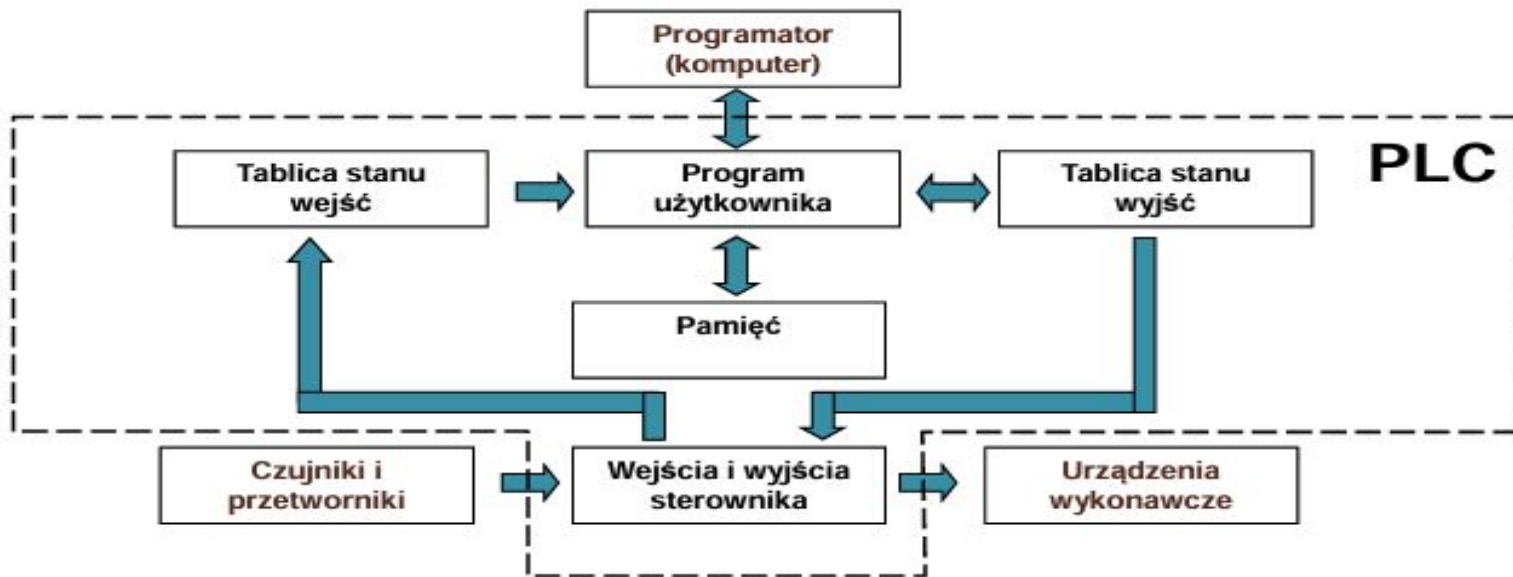 Programator
(komputer)
PLC
Tablica stanu
wejść
Program
użytkownika
Tablica stanu
wyjść
Pamięć
Czujniki i
przetworniki
Wejścia i wyjścia
sterownika
Urządzenia
wykonawcze